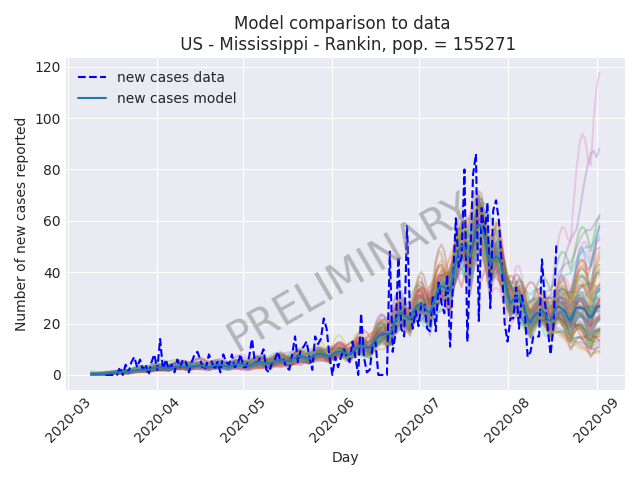 Model comparison to data
US - Mississippi - Rankin, pop. = 155271
120
100
80
60
40
20
0
Number of new cases reported
new cases data
new cases model
PRELIMINARY
2020-03
2020-04
2020-05
2020-06
2020-07
2020-08
2020-09
Day